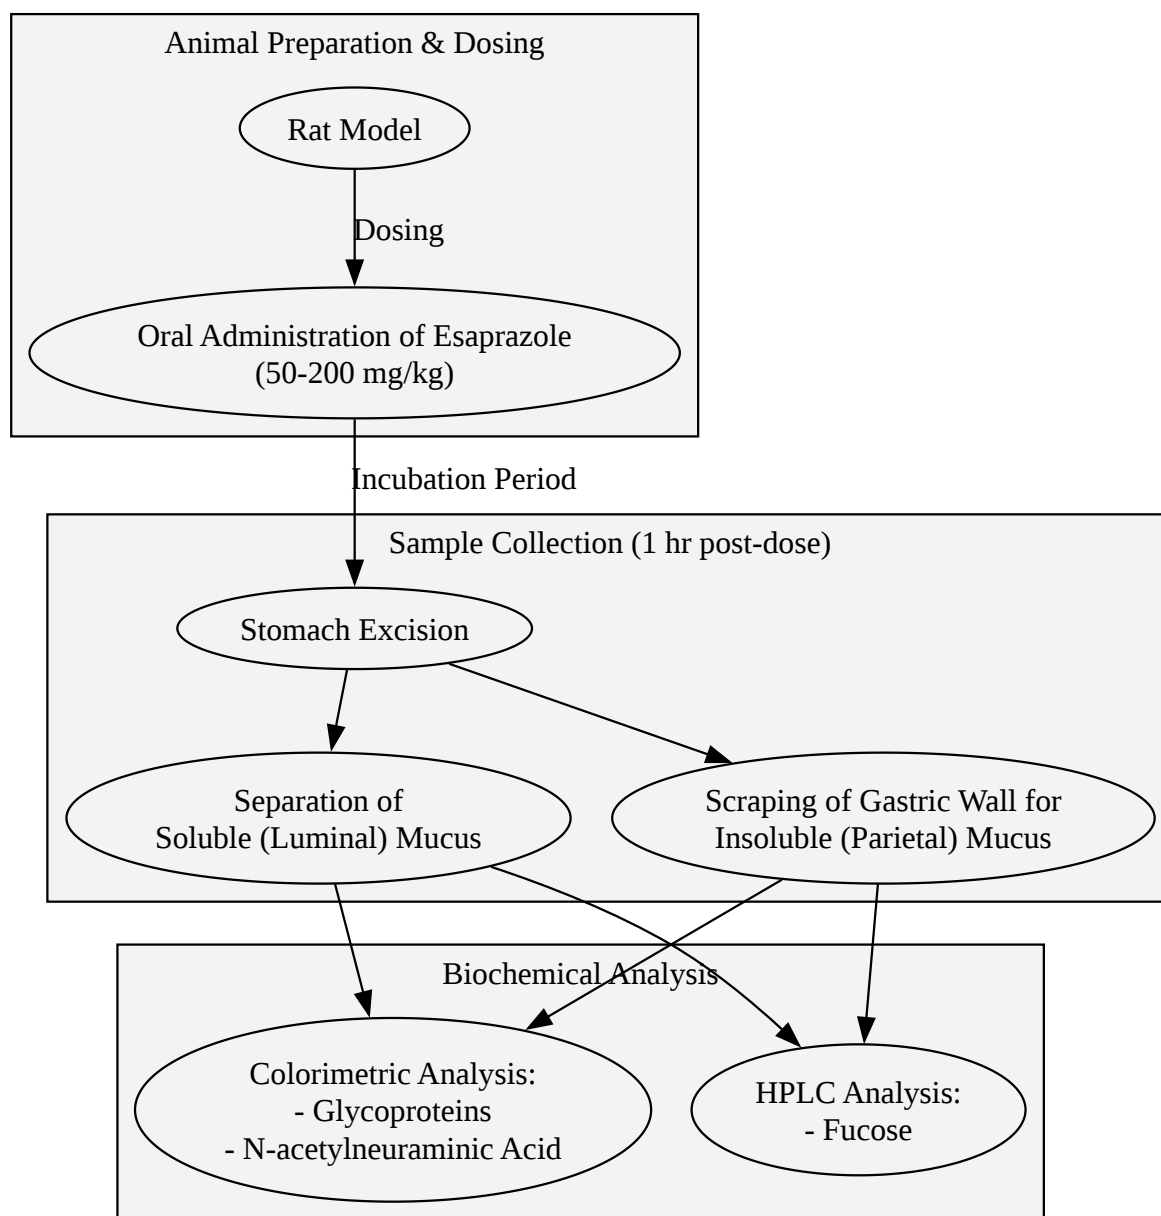 Animal Preparation & Dosing
Rat Model
Dosing
Oral Administration of Esaprazole
(50-200 mg/kg)
Incubation Period
Sample Collection (1 hr post-dose)
Stomach Excision
Separation of
Soluble (Luminal) Mucus
Scraping of Gastric Wall for
Insoluble (Parietal) Mucus
Biochemical Analysis
Colorimetric Analysis:
- Glycoproteins
- N-acetylneuraminic Acid
HPLC Analysis:
- Fucose